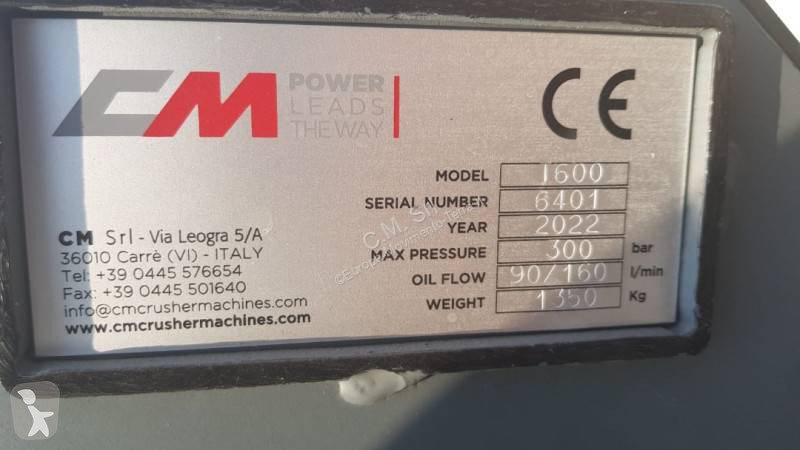 CM
POWER
LEADS
THE WAY
CE
MODEL 1600
SERIAL NUMBER 6401
YEAR 2022
MAX PRESSURE 300 bar
OIL FLOW 90/160 l/min
WEIGHT 1350 Kg
CM Srl - Via Leogra 5/A
36010 Carrè (VI) - ITALY
Tel: +39 0445 576654
Fax: +39 0445 501640
info@cmcrushermachines.com
www.cmcrushermachines.com